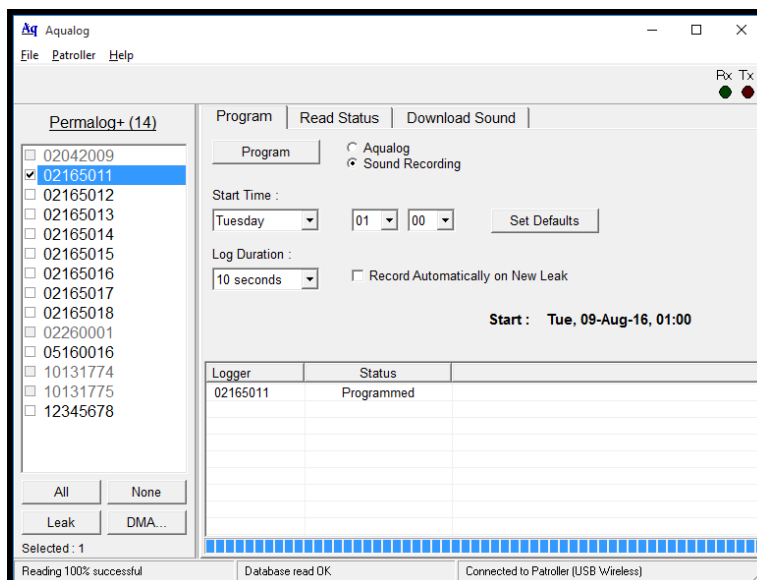 Aq Aqualog
File Patroller Help
Rx Tx
Permalog+ (14)
02042009
02165011
02165012
02165013
02165014
02165015
02165016
02165017
02165018
02260001
05160016
10131774
10131775
12345678
All None
Leak DMA...
Selected : 1
Program Read Status Download Sound
Program
Aqualog
Sound Recording
Start Time :
Tuesday 01 00 Set Defaults
Log Duration :
10 seconds Record Automatically on New Leak
Start : Tue, 09-Aug-16, 01:00
Logger Status
02165011 Programmed
Reading 100% successful Database read OK Connected to Patroller (USB Wireless)